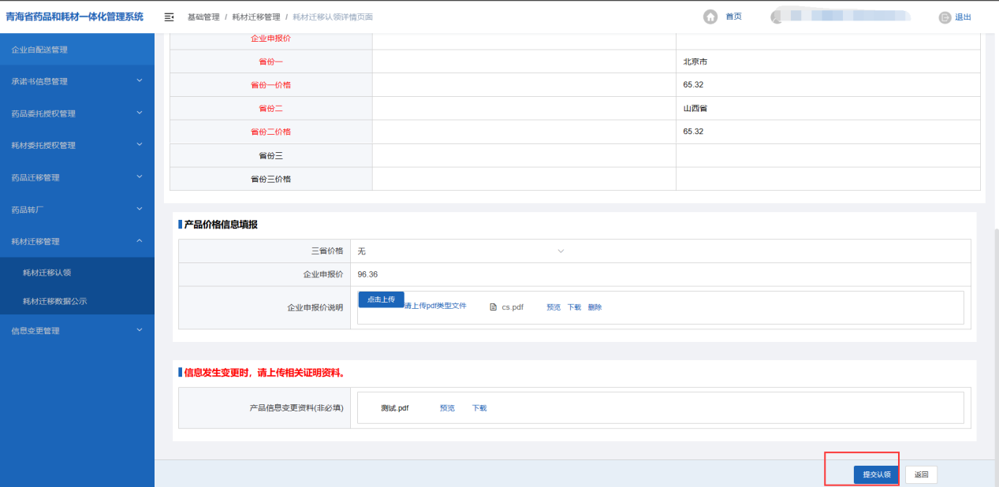 青海省药品和耗材一体化管理系统
基础管理 / 耗材迁移管理 / 耗材迁移认领详情页面
首页
退出
企业自配送管理
承诺书信息管理
药品委托授权管理
耗材委托授权管理
药品迁移管理
药品转厂
耗材迁移管理
耗材迁移认领
耗材迁移数据公示
信息变更管理
企业申报价
省份一 北京市
省份一价格 65.32
省份二 山西省
省份二价格 65.32
省份三
省份三价格
产品价格信息填报
三省价格 无
企业申报价 96.36
企业申报价说明 点击上传 请上传pdf类型文件 cs.pdf 预览 下载 删除
信息发生变更时，请上传相关证明资料。
产品信息变更资料(非必填) 测试.pdf 预览 下载
提交认领 返回